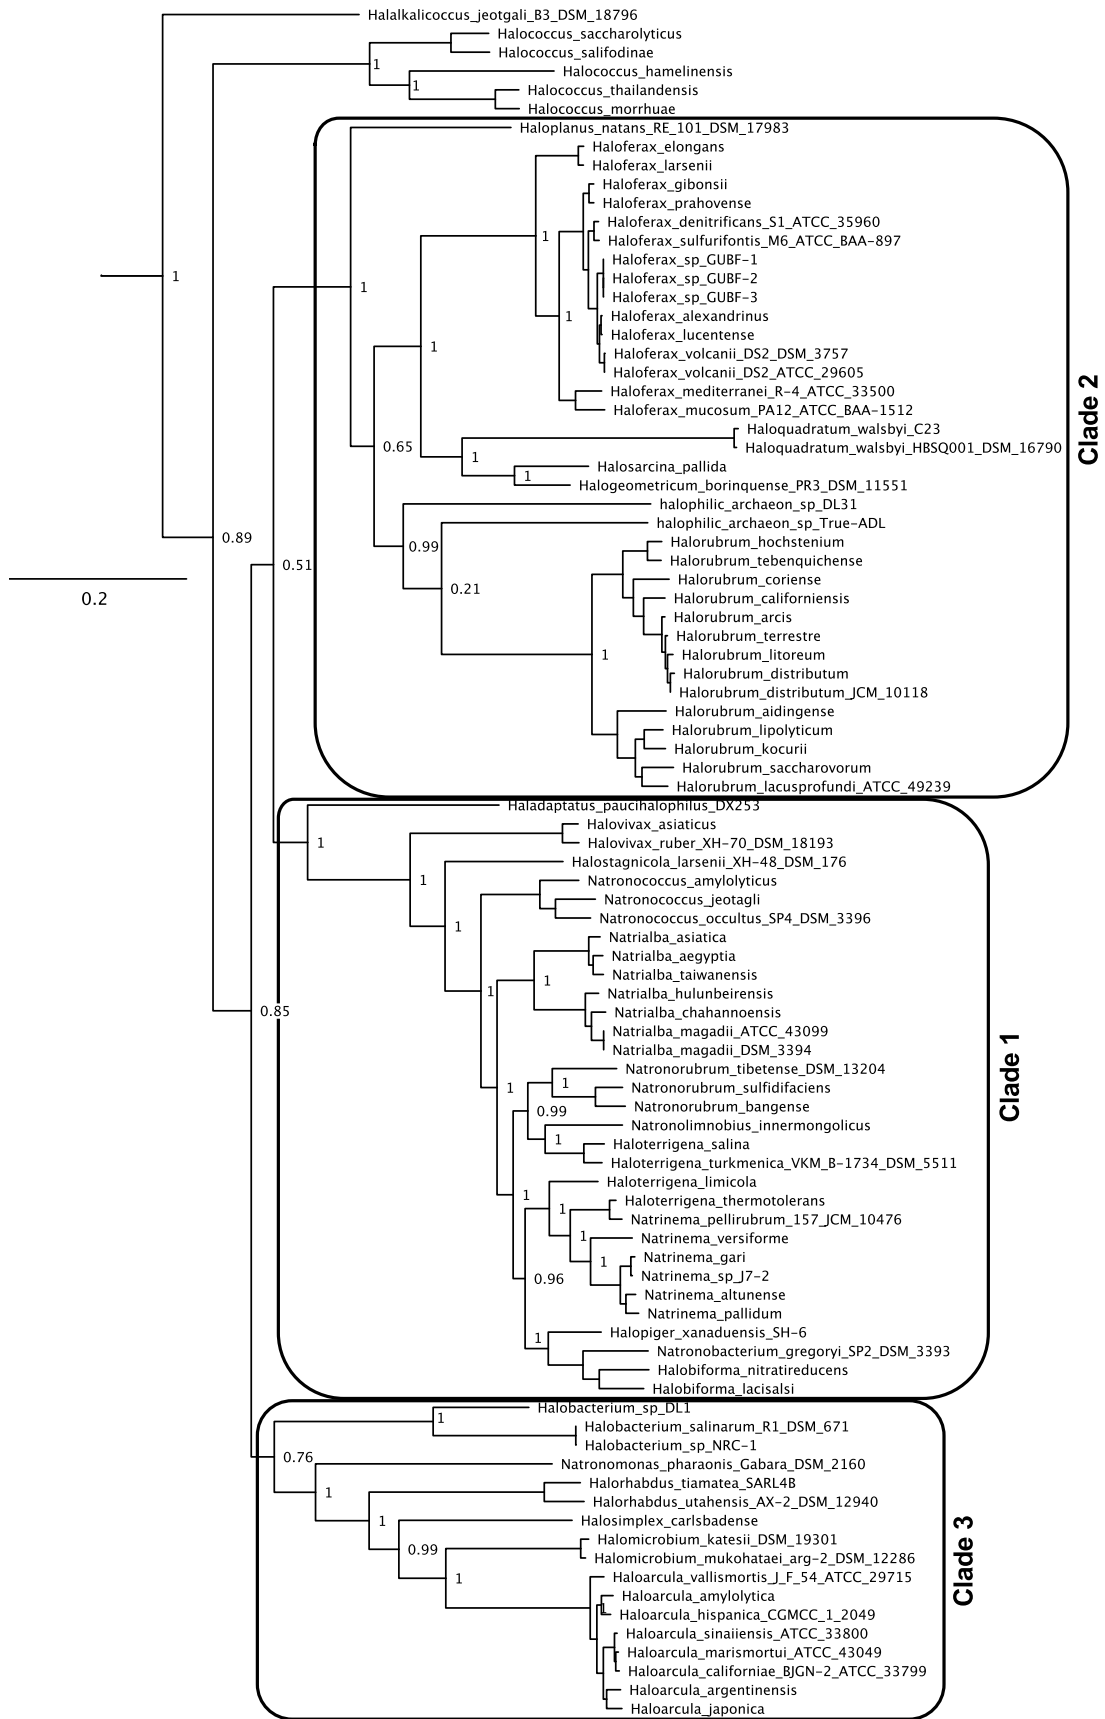 Halalkalicoccus_jeotgali_B3_DSM_18796
Halococcus_saccharolyticus
Halococcus_salifodinae
1
Halococcus_hamelinensis
1
Halococcus_thailandensis
Halococcus_morrhuae
Haloplanus_natans_RE_101_DSM_17983
Haloferax_elongans
Haloferax_larsenii
Haloferax_gibonsii
Haloferax_prahovense
Haloferax_denitrificans_S1_ATCC_35960
1
Haloferax_sulfurifontis_M6_ATCC_BAA-897
Haloferax_sp_GUBF-1
1
Haloferax_sp_GUBF-2
1
Haloferax_sp_GUBF-3
1
Haloferax_alexandrinus
Haloferax_lucentense
1
Haloferax_volcanii_DS2_DSM_3757
Haloferax_volcanii_DS2_ATCC_29605
Haloferax_mediterranei_R-4_ATCC_33500
Haloferax_mucosum_PA12_ATCC_BAA-1512
Clade 2
Haloquadratum_walsbyi_C23
0.65
Haloquadratum_walsbyi_HBSQ001_DSM_16790
1
Halosarcina_pallida
1
Halogeometricum_borinquense_PR3_DSM_11551
halophilic_archaeon_sp_DL31
halophilic_archaeon_sp_True-ADL
0.89
Halorubrum_hochstenium
0.99
Halorubrum_tebenquichense
0.51
Halorubrum_coriense
0.21
0.2
Halorubrum_californiensis
Halorubrum_arcis
Halorubrum_terrestre
1
Halorubrum_litoreum
Halorubrum_distributum
Halorubrum_distributum_JCM_10118
Halorubrum_aidingense
Halorubrum_lipolyticum
Halorubrum_kocurii
Halorubrum_saccharovorum
Halorubrum_lacusprofundi_ATCC_49239
Haladaptatus_paucihalophilus_DX253
Halovivax_asiaticus
1
Halovivax_ruber_XH-70_DSM_18193
Halostagnicola_larsenii_XH-48_DSM_176
1
Natronococcus_amylolyticus
Natronococcus_jeotagli
Natronococcus_occultus_SP4_DSM_3396
1
Natrialba_asiatica
Natrialba_aegyptia
Natrialba_taiwanensis
1
1
Natrialba_hulunbeirensis
0.85
Natrialba_chahannoensis
Natrialba_magadii_ATCC_43099
Natrialba_magadii_DSM_3394
Clade 1
Natronorubrum_tibetense_DSM_13204
1
1
Natronorubrum_sulfidifaciens
Natronorubrum_bangense
0.99
Natronolimnobius_innermongolicus
1
Haloterrigena_salina
Haloterrigena_turkmenica_VKM_B-1734_DSM_5511
Haloterrigena_limicola
1
Haloterrigena_thermotolerans
1
Natrinema_pellirubrum_157_JCM_10476
1
Natrinema_versiforme
Natrinema_gari
1
Natrinema_sp_J7-2
0.96
Natrinema_altunense
Natrinema_pallidum
Halopiger_xanaduensis_SH-6
1
Natronobacterium_gregoryi_SP2_DSM_3393
Halobiforma_nitratireducens
Halobiforma_lacisalsi
Halobacterium_sp_DL1
1
Halobacterium_salinarum_R1_DSM_671
Halobacterium_sp_NRC-1
0.76
Natronomonas_pharaonis_Gabara_DSM_2160
Halorhabdus_tiamatea_SARL4B
1
Halorhabdus_utahensis_AX-2_DSM_12940
1
Halosimplex_carlsbadense
Halomicrobium_katesii_DSM_19301
0.99
Halomicrobium_mukohataei_arg-2_DSM_12286
1
Haloarcula_vallismortis_J_F_54_ATCC_29715
Clade 3
Haloarcula_amylolytica
Haloarcula_hispanica_CGMCC_1_2049
Haloarcula_sinaiiensis_ATCC_33800
Haloarcula_marismortui_ATCC_43049
Haloarcula_californiae_BJGN-2_ATCC_33799
Haloarcula_argentinensis
Haloarcula_japonica